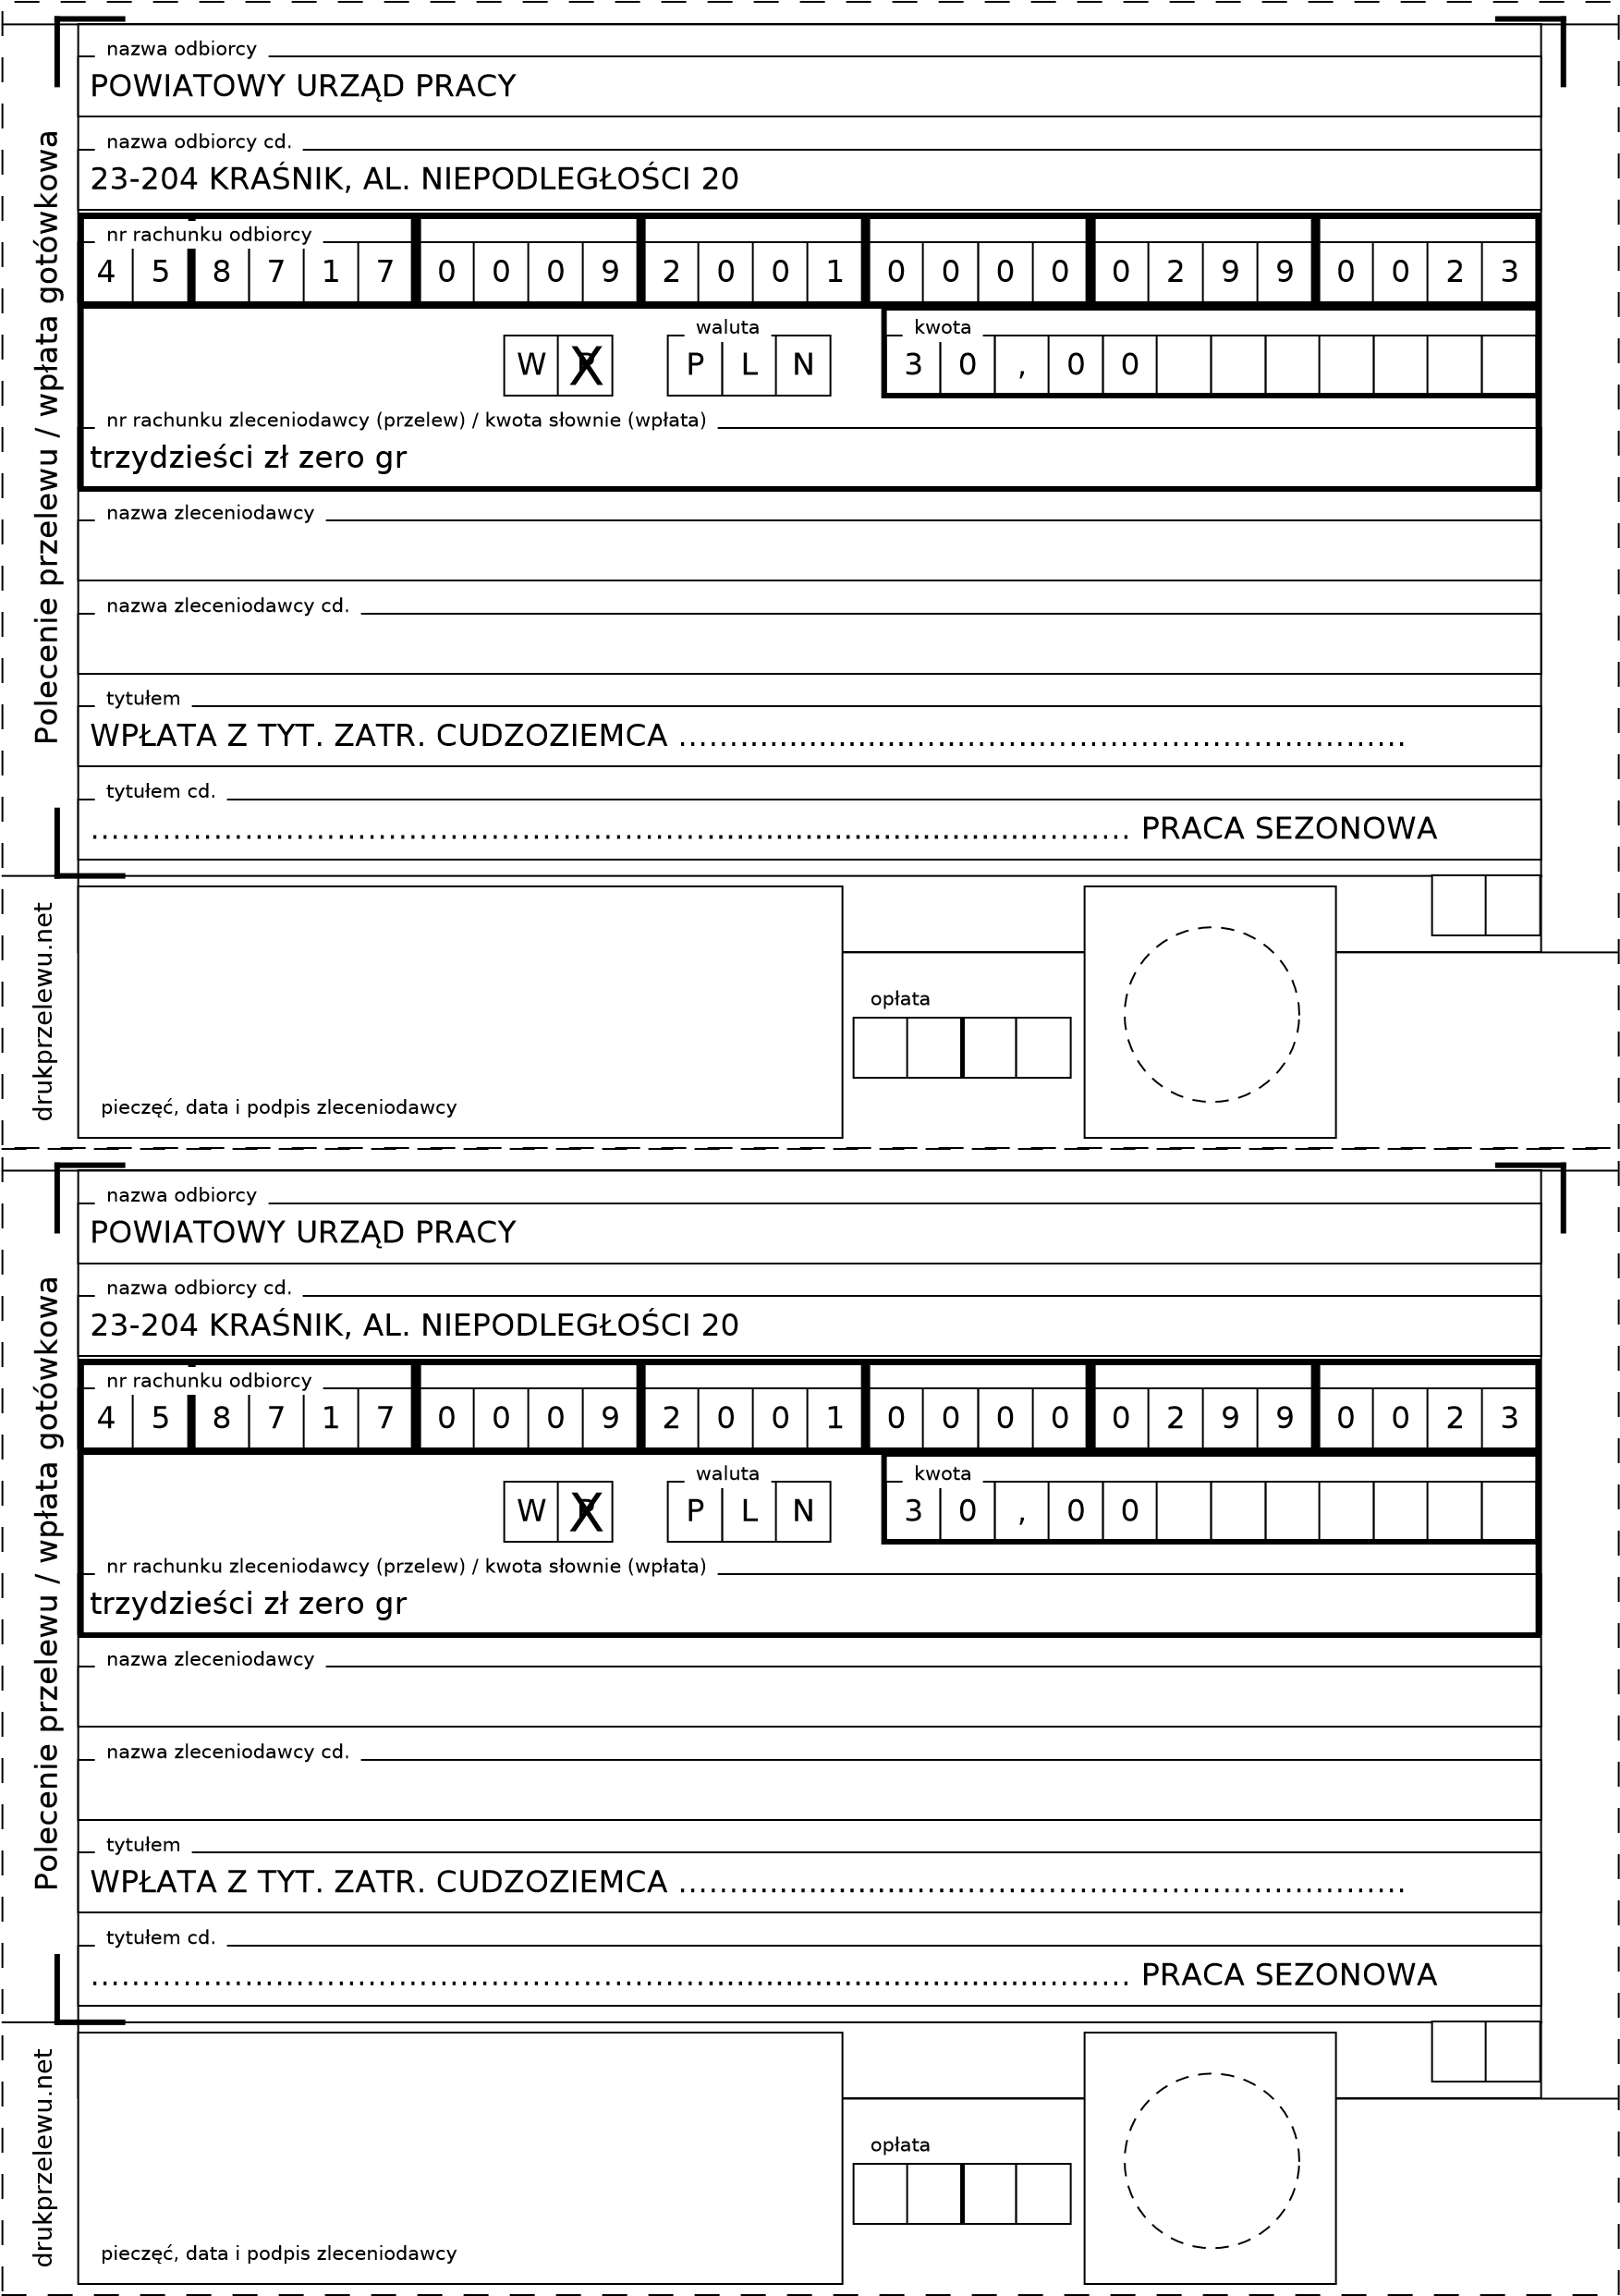 Polecenie przelewu / wpłata gotówkowa
nazwa odbiorcy
POWIATOWY URZĄD PRACY
nazwa odbiorcy cd.
23-204 KRAŚNIK, AL. NIEPODLEGŁOŚCI 20
nr rachunku odbiorcy
4 5 8 7 1 7 0 0 0 9 2 0 0 1 0 0 0 0 0 2 9 9 0 0 2 3
waluta kwota
W X P L N 3 0 , 0 0
nr rachunku zleceniodawcy (przelew) / kwota słownie (wpłata)
trzydzieści zł zero gr
nazwa zleceniodawcy
nazwa zleceniodawcy cd.
tytułem
WPŁATA Z TYT. ZATR. CUDZOZIEMCA ......................................................................
tytułem cd.
.................................................................................................... PRACA SEZONOWA
drukprzelewu.net
opłata
pieczęć, data i podpis zleceniodawcy
Polecenie przelewu / wpłata gotówkowa
nazwa odbiorcy
POWIATOWY URZĄD PRACY
nazwa odbiorcy cd.
23-204 KRAŚNIK, AL. NIEPODLEGŁOŚCI 20
nr rachunku odbiorcy
4 5 8 7 1 7 0 0 0 9 2 0 0 1 0 0 0 0 0 2 9 9 0 0 2 3
waluta kwota
W X P L N 3 0 , 0 0
nr rachunku zleceniodawcy (przelew) / kwota słownie (wpłata)
trzydzieści zł zero gr
nazwa zleceniodawcy
nazwa zleceniodawcy cd.
tytułem
WPŁATA Z TYT. ZATR. CUDZOZIEMCA ......................................................................
tytułem cd.
.................................................................................................... PRACA SEZONOWA
drukprzelewu.net
opłata
pieczęć, data i podpis zleceniodawcy